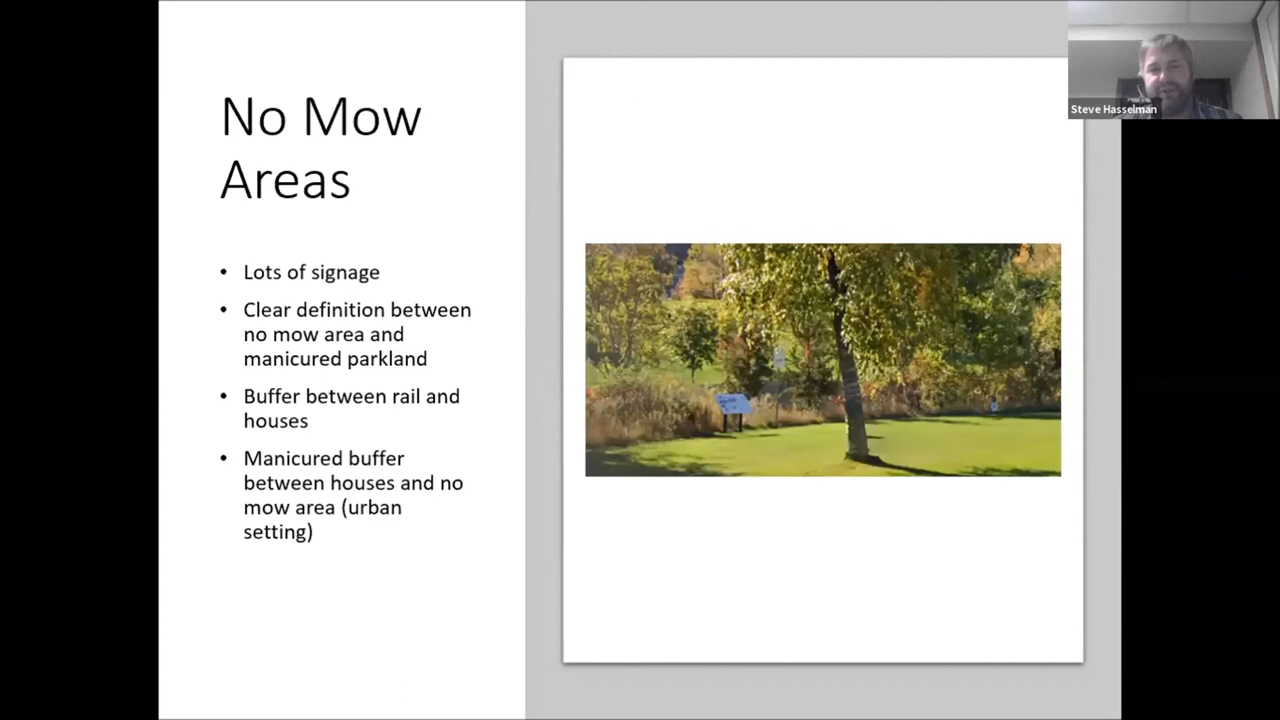 No Mow
Areas
• Lots of signage
• Clear definition between
no mow area and
manicured parkland
• Buffer between rail and
houses
• Manicured buffer
between houses and no
mow area (urban
setting)
Steve Hasselman